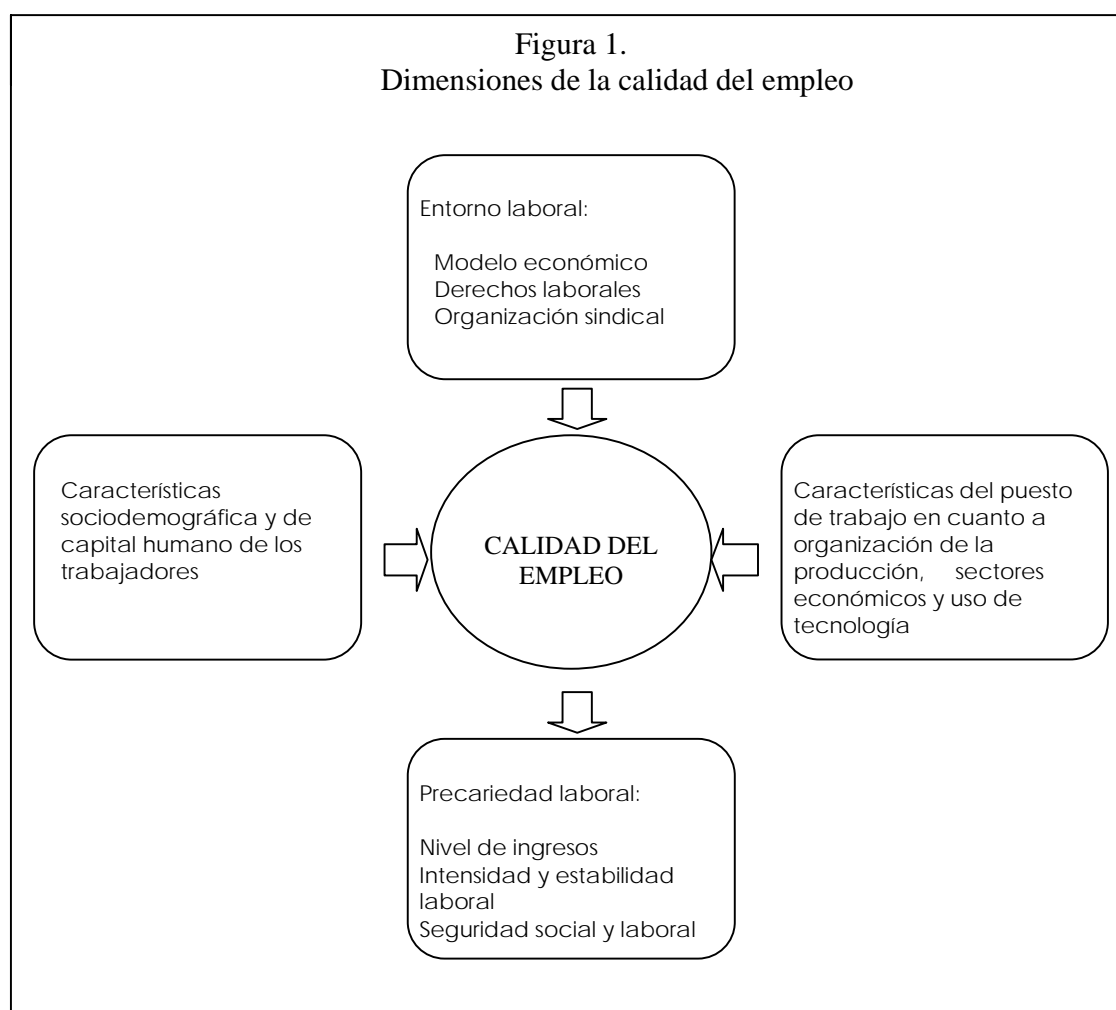 Figura 1.
Dimensiones de la calidad del empleo
Entorno laboral:
Modelo económico
Derechos laborales
Organización sindical
Características
sociodemográfica y de
capital humano de los
trabajadores
CALIDAD DEL
EMPLEO
Características del puesto
de trabajo en cuanto a
organización de la
producción, sectores
económicos y uso de
tecnología
Precariedad laboral:
Nivel de ingresos
Intensidad y estabilidad
laboral
Seguridad social y laboral